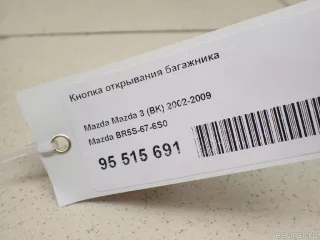 Кнопка открывания багажника
Mazda Mazda 3 (BK) 2002-2009
Mazda BR5S-67-6S0
95 515 691